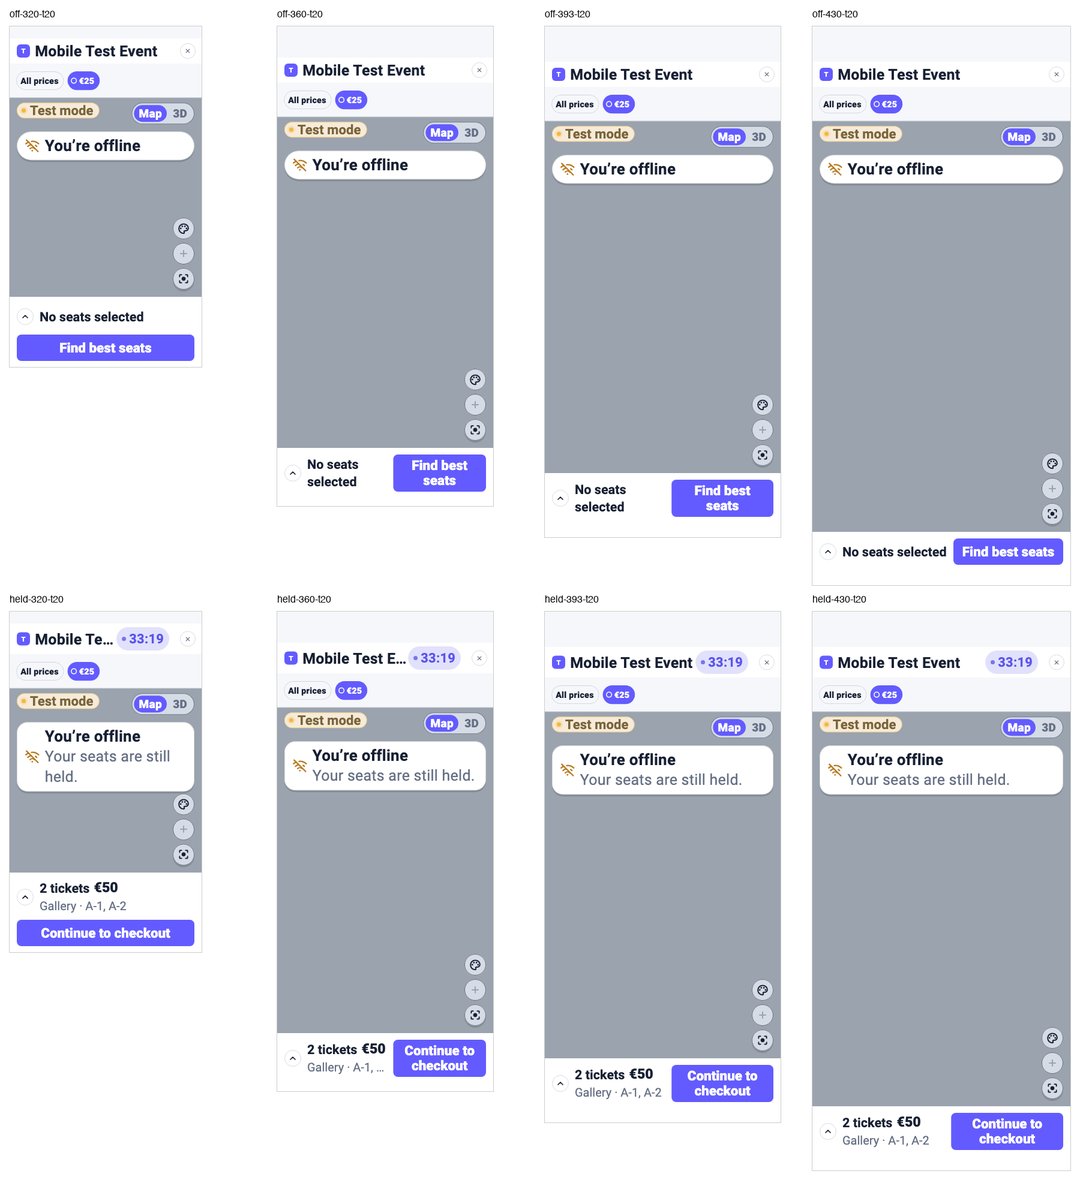 off-320-t20
T Mobile Test Event ×
All prices €25
Test mode Map 3D
You're offline
No seats selected
Find best seats
off-360-t20
T Mobile Test Event ×
All prices €25
Test mode Map 3D
You're offline
No seats
selected
Find best
seats
off-393-t20
T Mobile Test Event ×
All prices €25
Test mode Map 3D
You're offline
No seats
selected
Find best
seats
off-430-t20
T Mobile Test Event ×
All prices €25
Test mode Map 3D
You're offline
No seats selected Find best seats
held-320-t20
T Mobile Te... 33:19 ×
All prices €25
Test mode Map 3D
You're offline
Your seats are still
held.
2 tickets €50
Gallery · A-1, A-2
Continue to checkout
held-360-t20
T Mobile Test E... 33:19 ×
All prices €25
Test mode Map 3D
You're offline
Your seats are still held.
2 tickets €50
Gallery · A-1, ...
Continue to
checkout
held-393-t20
T Mobile Test Event 33:19 ×
All prices €25
Test mode Map 3D
You're offline
Your seats are still held.
2 tickets €50
Gallery · A-1, A-2
Continue to
checkout
held-430-t20
T Mobile Test Event 33:19 ×
All prices €25
Test mode Map 3D
You're offline
Your seats are still held.
2 tickets €50
Gallery · A-1, A-2
Continue to
checkout